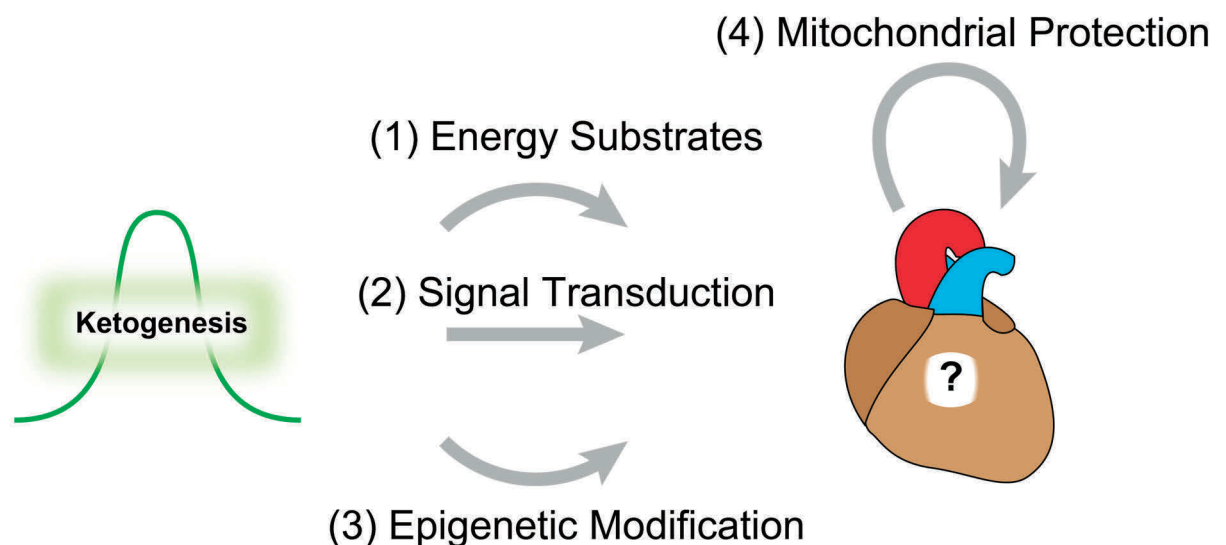 (4) Mitochondrial Protection
(1) Energy Substrates
(2) Signal Transduction
Ketogenesis
?
(3) Epigenetic Modification